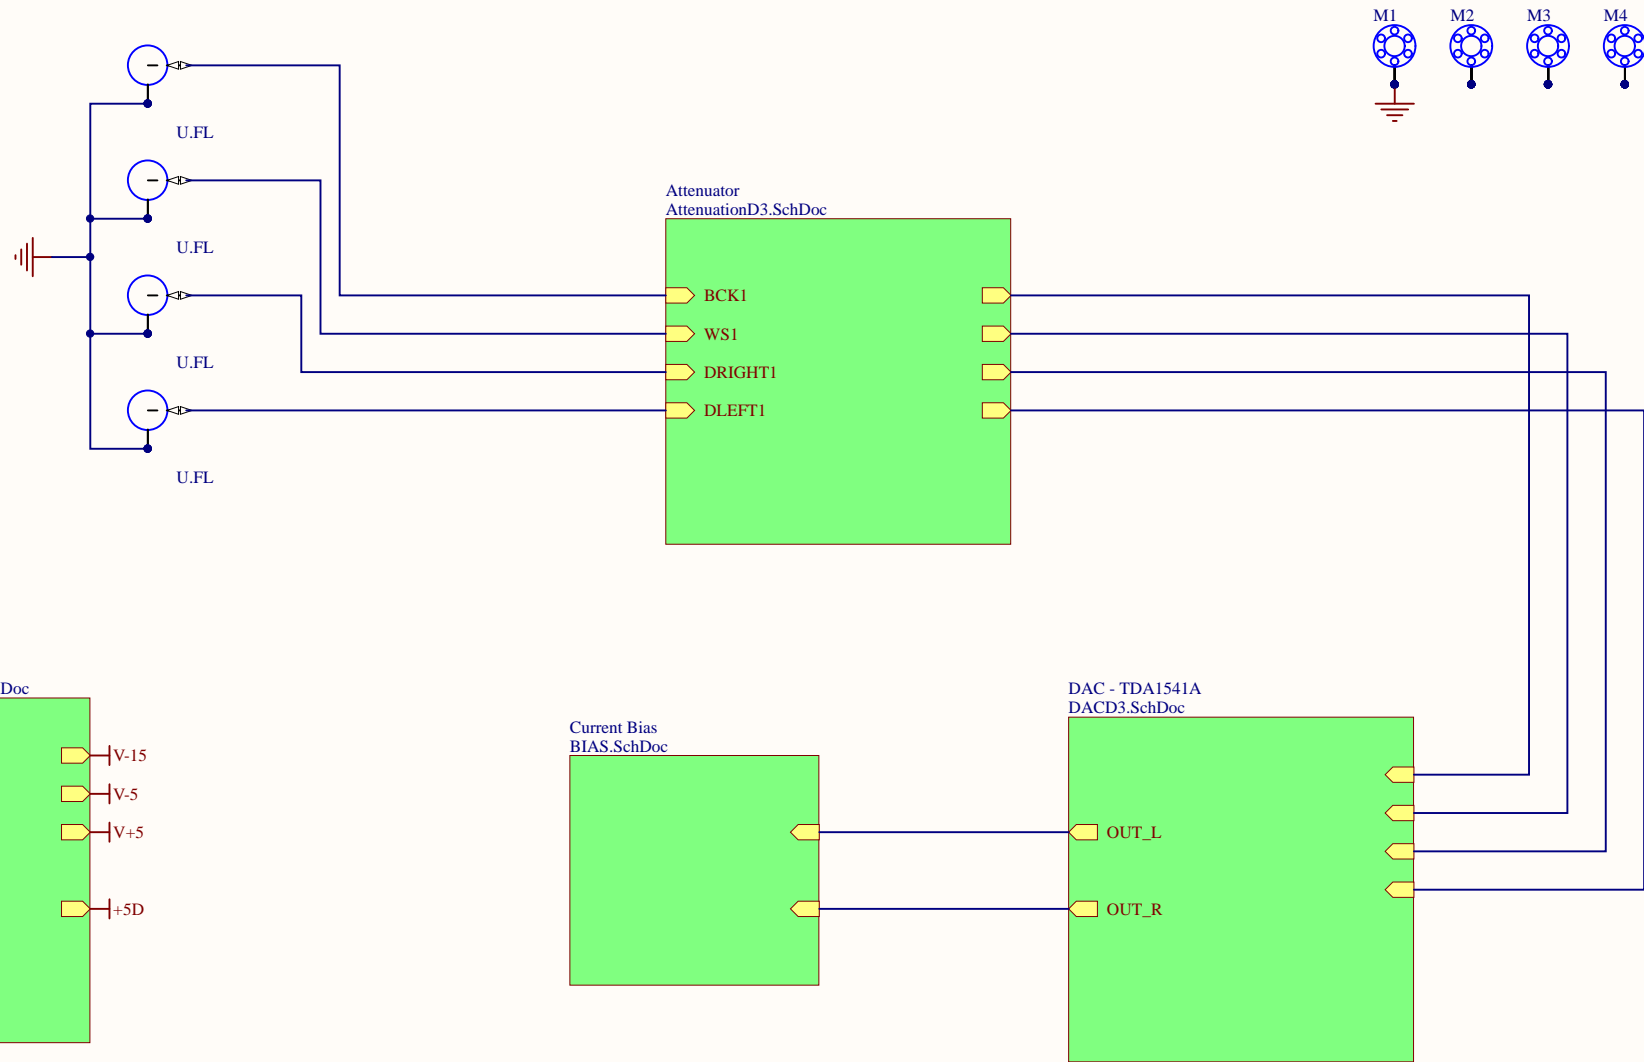 M1
M2
M3
M4
U.FL
U.FL
U.FL
U.FL
Attenuator
AttenuationD3.SchDoc
BCK1
WS1
DRIGHT1
DLEFT1
Doc
V-15
V-5
V+5
+5D
Current Bias
BIAS.SchDoc
DAC - TDA1541A
DACD3.SchDoc
OUT_L
OUT_R